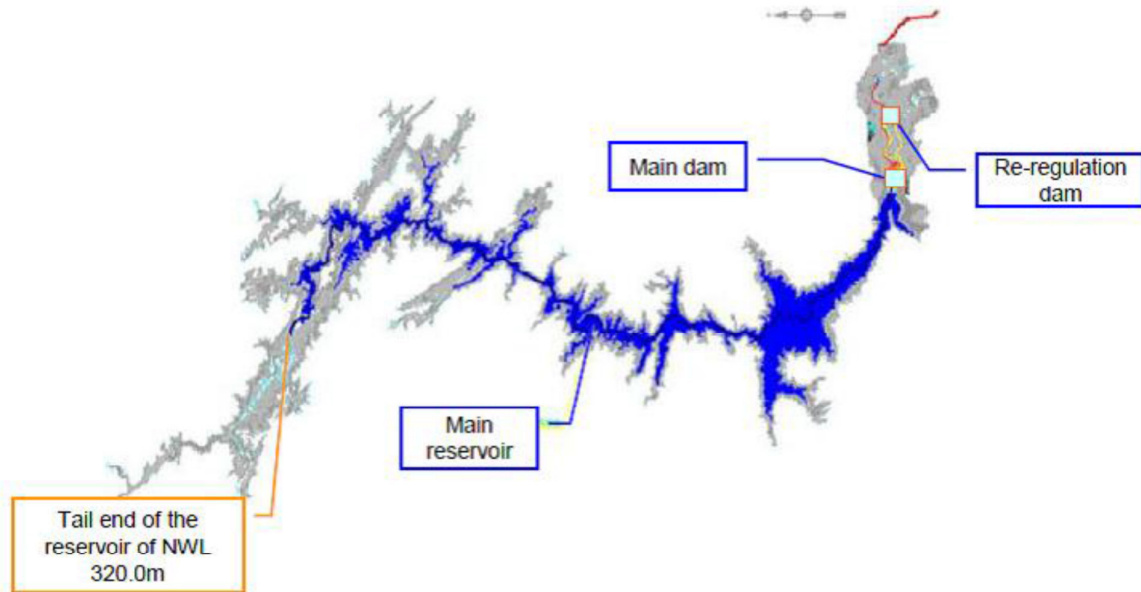 Main dam
Re-regulation
dam
Main
reservoir
Tail end of the
reservoir of NWL
320.0m